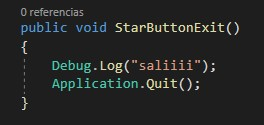 0 referencias
public void StarButtonExit()
{
Debug.Log("saliiii");
Application.Quit();
}